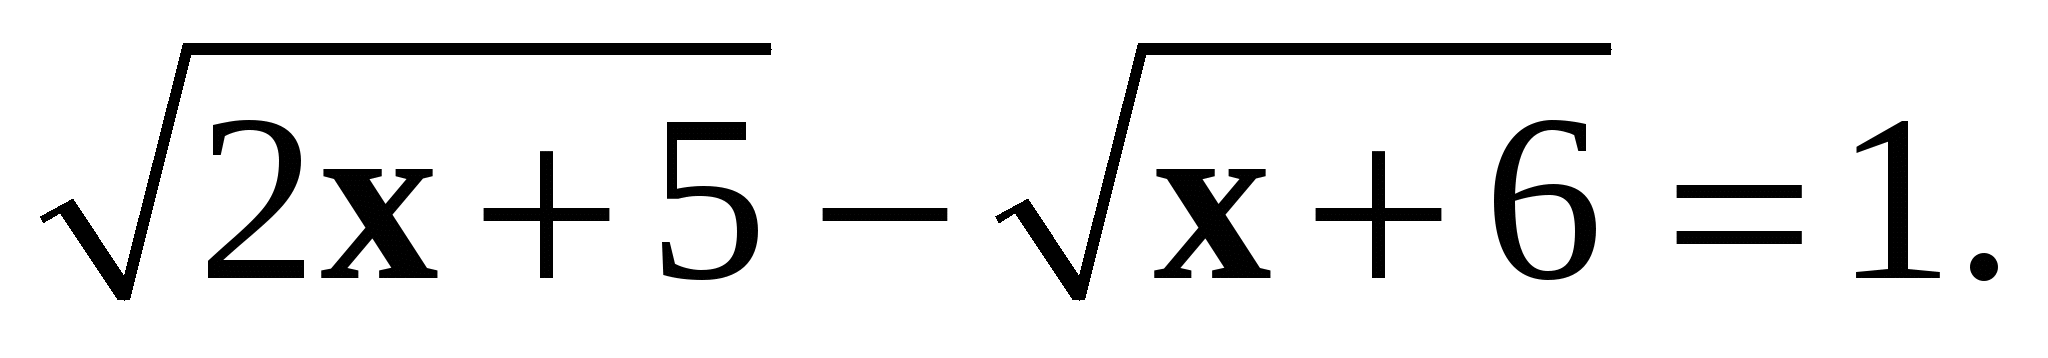 √(2x+5) − √(x+6) = 1.